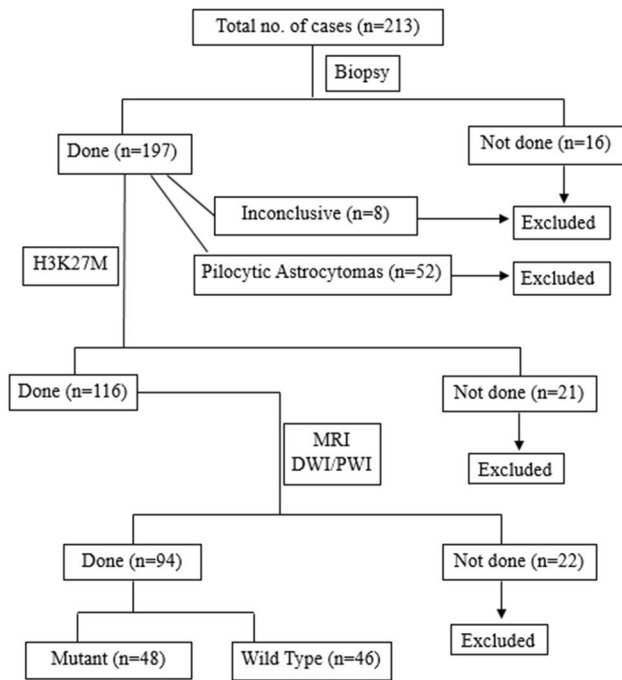 Total no. of cases (n=213)
Biopsy
Done (n=197)
Not done (n=16)
Inconclusive (n=8)
Excluded
Pilocytic Astrocytomas (n=52)
Excluded
H3K27M
Done (n=116)
Not done (n=21)
MRI
DWI/PWI
Excluded
Done (n=94)
Not done (n=22)
Mutant (n=48)
Wild Type (n=46)
Excluded